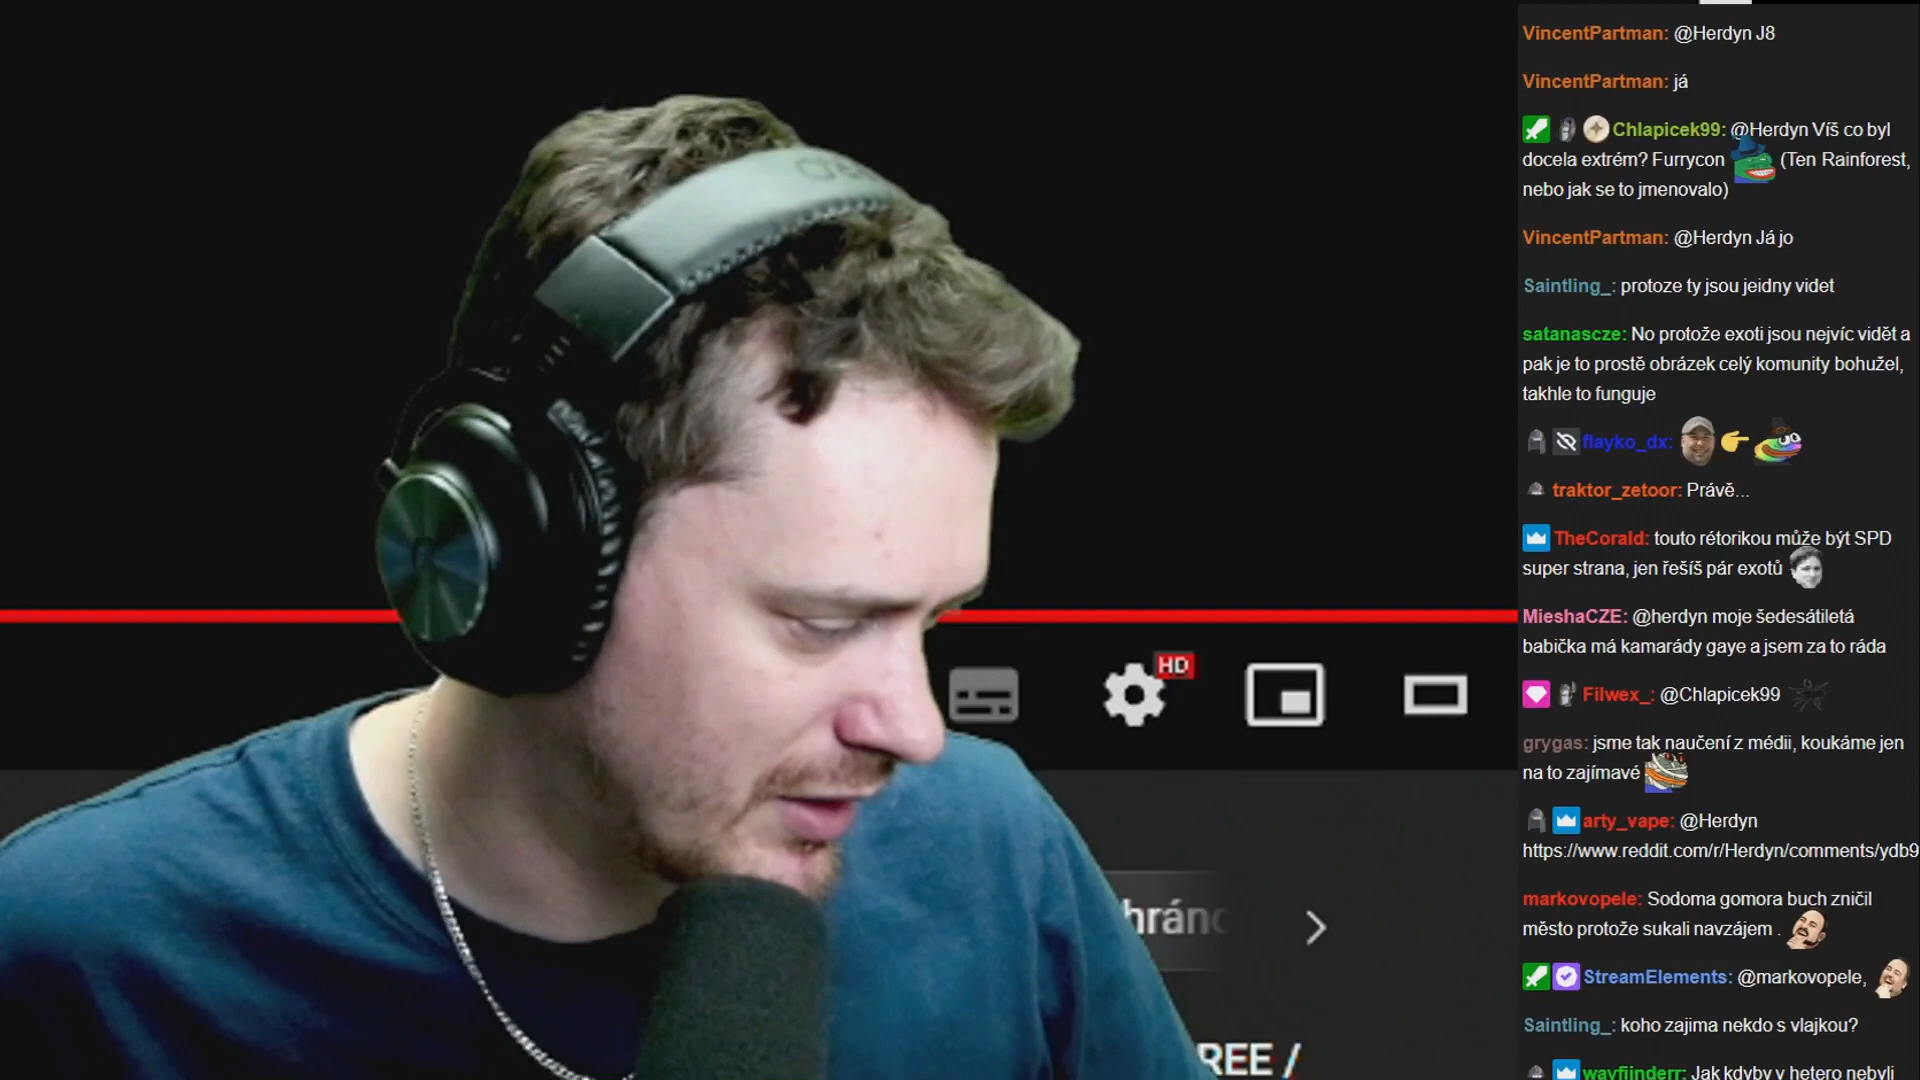 VincentPartman: @Herdyn J8
VincentPartman: já
Chlapicek99: @Herdyn Víš co byl
docela extrém? Furrycon (Ten Rainforest,
nebo jak se to jmenovalo)
VincentPartman: @Herdyn Já jo
Saintling_: protoze ty jsou jeidny videt
satanascze: No protože exoti jsou nejvíc vidět a
pak je to prostě obrázek celý komunity bohužel,
takhle to funguje
flayko_dx:
traktor_zetoor: Právě...
TheCorald: touto rétorikou může být SPD
super strana, jen řešíš pár exotů
MieshaCZE: @herdyn moje šedesátiletá
babička má kamarády gaye a jsem za to ráda
Filwex_: @Chlapicek99
grygas: jsme tak naučení z médii, koukáme jen
na to zajímavé
arty_vape: @Herdyn
https://www.reddit.com/r/Herdyn/comments/ydb9
markovopele: Sodoma gomora buch zničil
město protože sukali navzájem .
StreamElements: @markovopele,
Saintling_: koho zajima nekdo s vlajkou?
wayfiinderr: Jak kdyby v hetero nebyli
HD
REE /